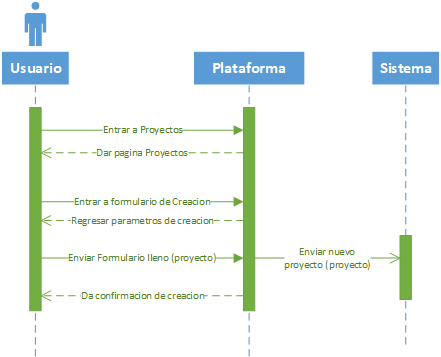 Usuario
Plataforma
Sistema
Entrar a Proyectos
Dar pagina Proyectos
Entrar a formulario de Creacion
Regresar parametros de creacion
Enviar Formulario lleno (proyecto)
Enviar nuevo
proyecto (proyecto)
Da confirmacion de creacion